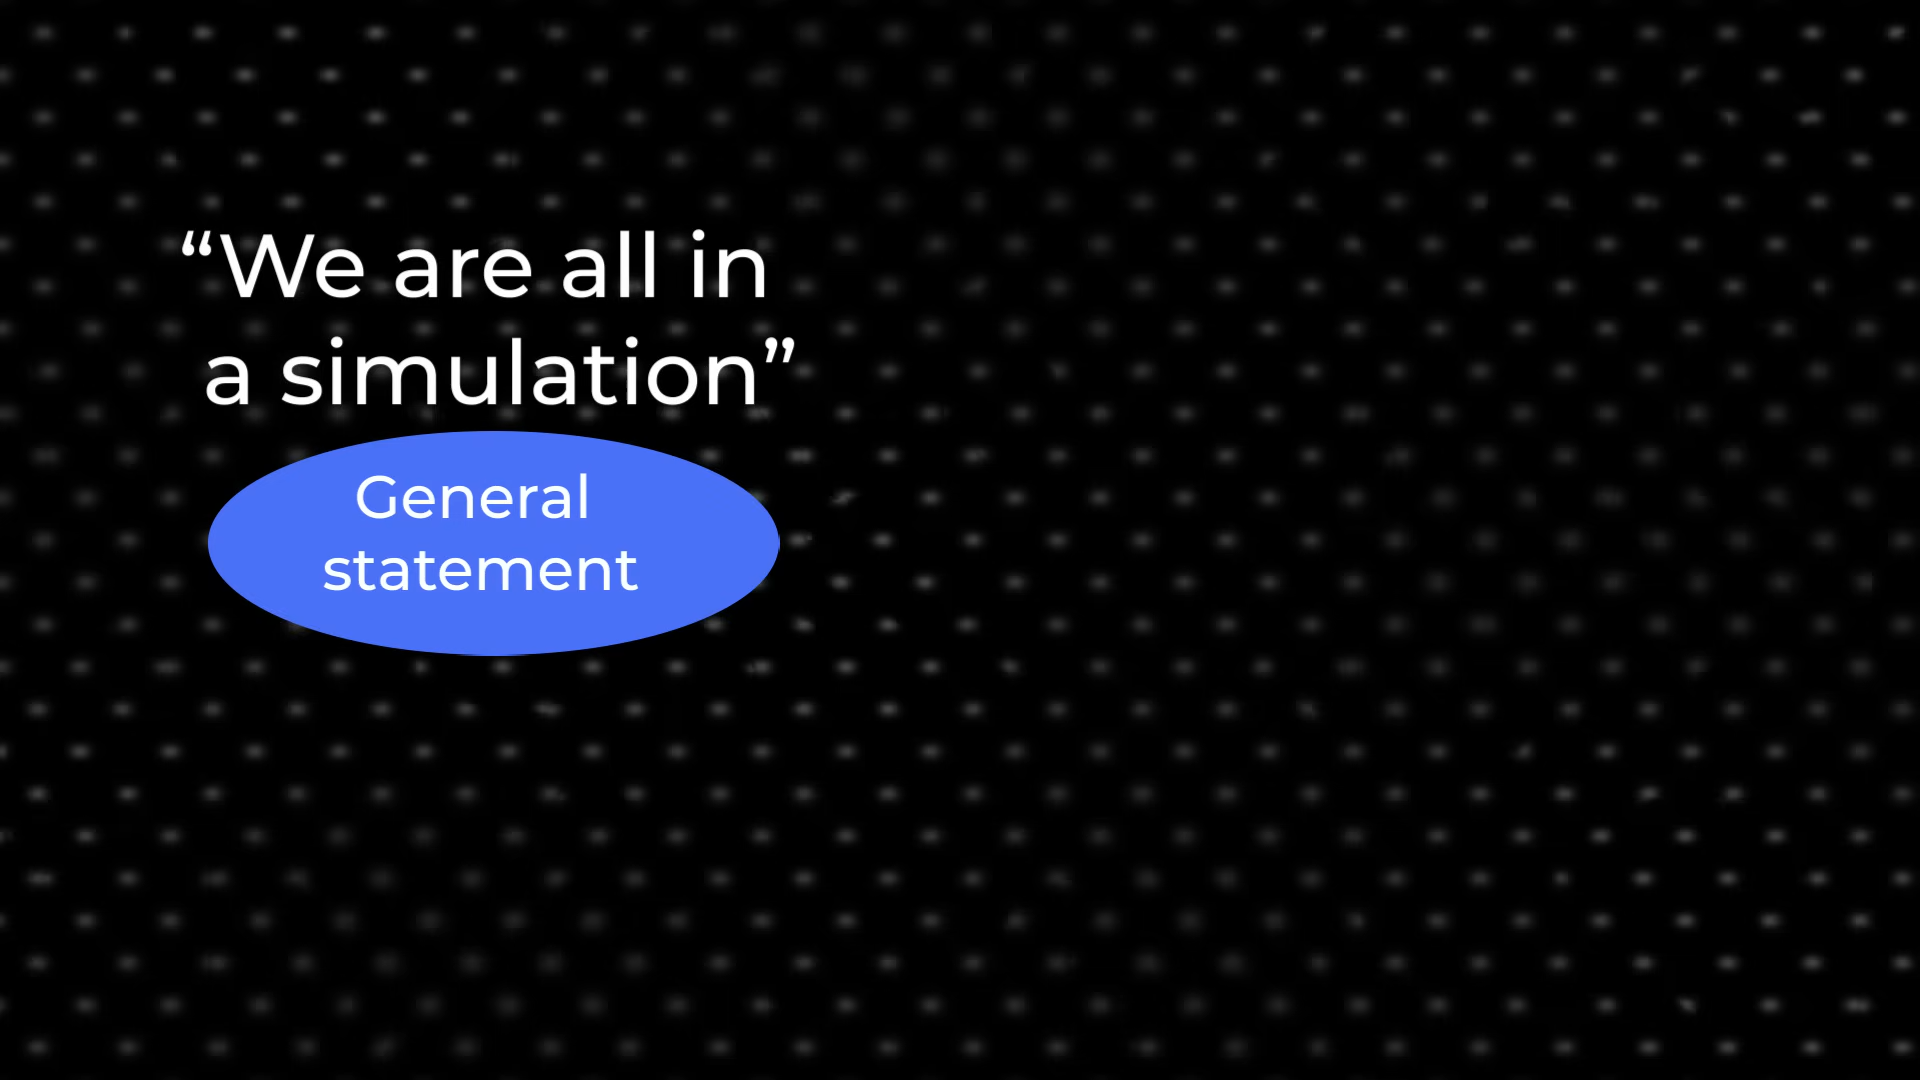 “We are all in
a simulation”
General
statement